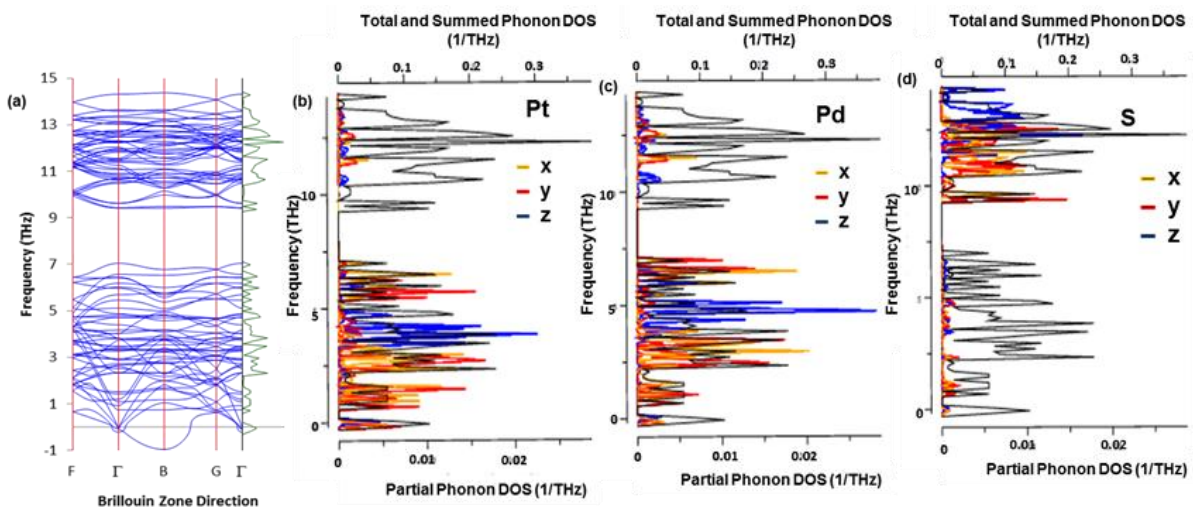 (a)
15
13
11
9
7
5
3
1
-1
Frequency (THz)
F Γ B G Γ
Brillouin Zone Direction
Total and Summed Phonon DOS
(1/THz)
0 0.1 0.2 0.3
(b)
Pt
x
y
z
10
5
0
Frequency (THz)
0 0.01 0.02
Partial Phonon DOS (1/THz)
Total and Summed Phonon DOS
(1/THz)
0 0.1 0.2 0.3
(c)
Pd
x
y
z
10
5
0
Frequency (THz)
0 0.01 0.02
Partial Phonon DOS (1/THz)
Total and Summed Phonon DOS
(1/THz)
0 0.1 0.2 0.3
(d)
S
x
y
z
10
5
0
Frequency (THz)
0 0.01 0.02
Partial Phonon DOS (1/THz)